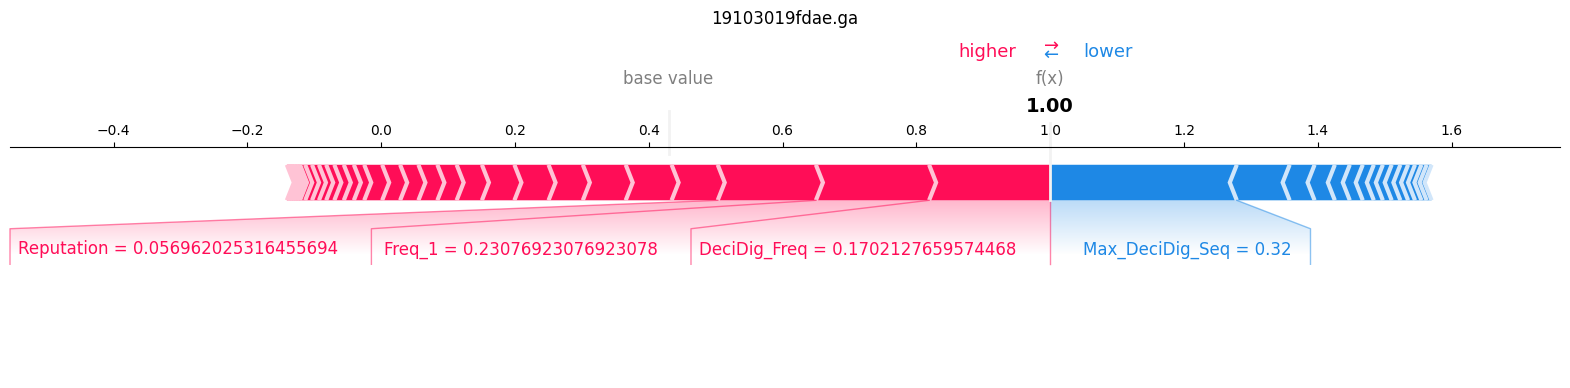 19103019fdae.ga
higher ⇄ lower
base value f(x)
1.00
−0.4 −0.2 0.0 0.2 0.4 0.6 0.8 1.0 1.2 1.4 1.6
Reputation = 0.056962025316455694 Freq_1 = 0.23076923076923078 DeciDig_Freq = 0.1702127659574468 Max_DeciDig_Seq = 0.32